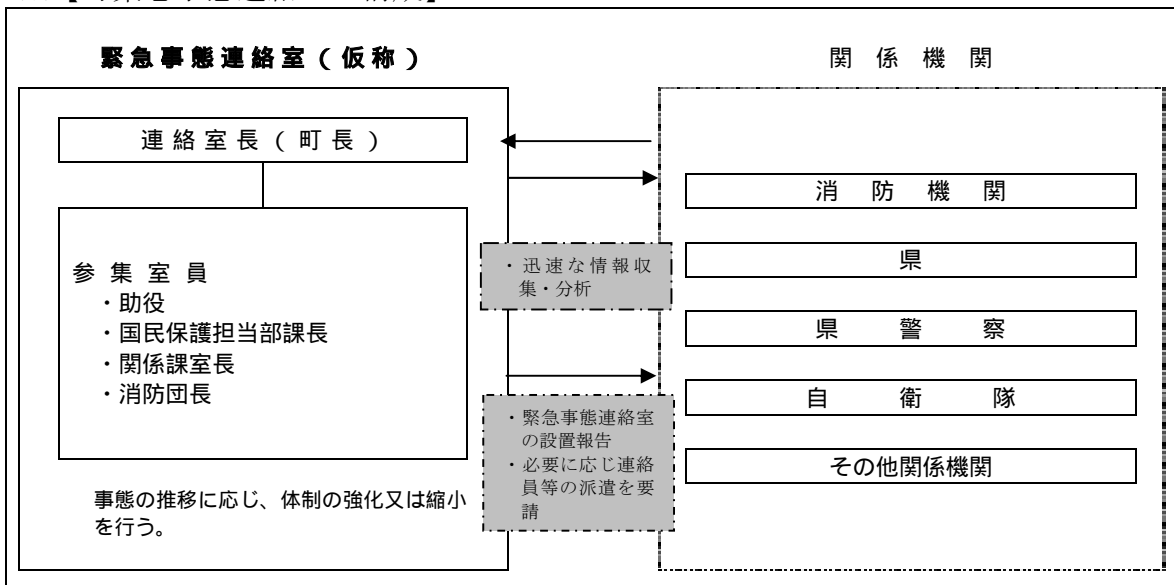 緊急事態連絡室（仮称）
関係機関
連絡室長（町長）
参集室員
・助役
・国民保護担当部課長
・関係課室長
・消防団長
事態の推移に応じ、体制の強化又は縮小
を行う。
・迅速な情報収
集・分析
・緊急事態連絡室
の設置報告
・必要に応じ連絡
員等の派遣を要
請
消防機関
県
県警察
自衛隊
その他関係機関